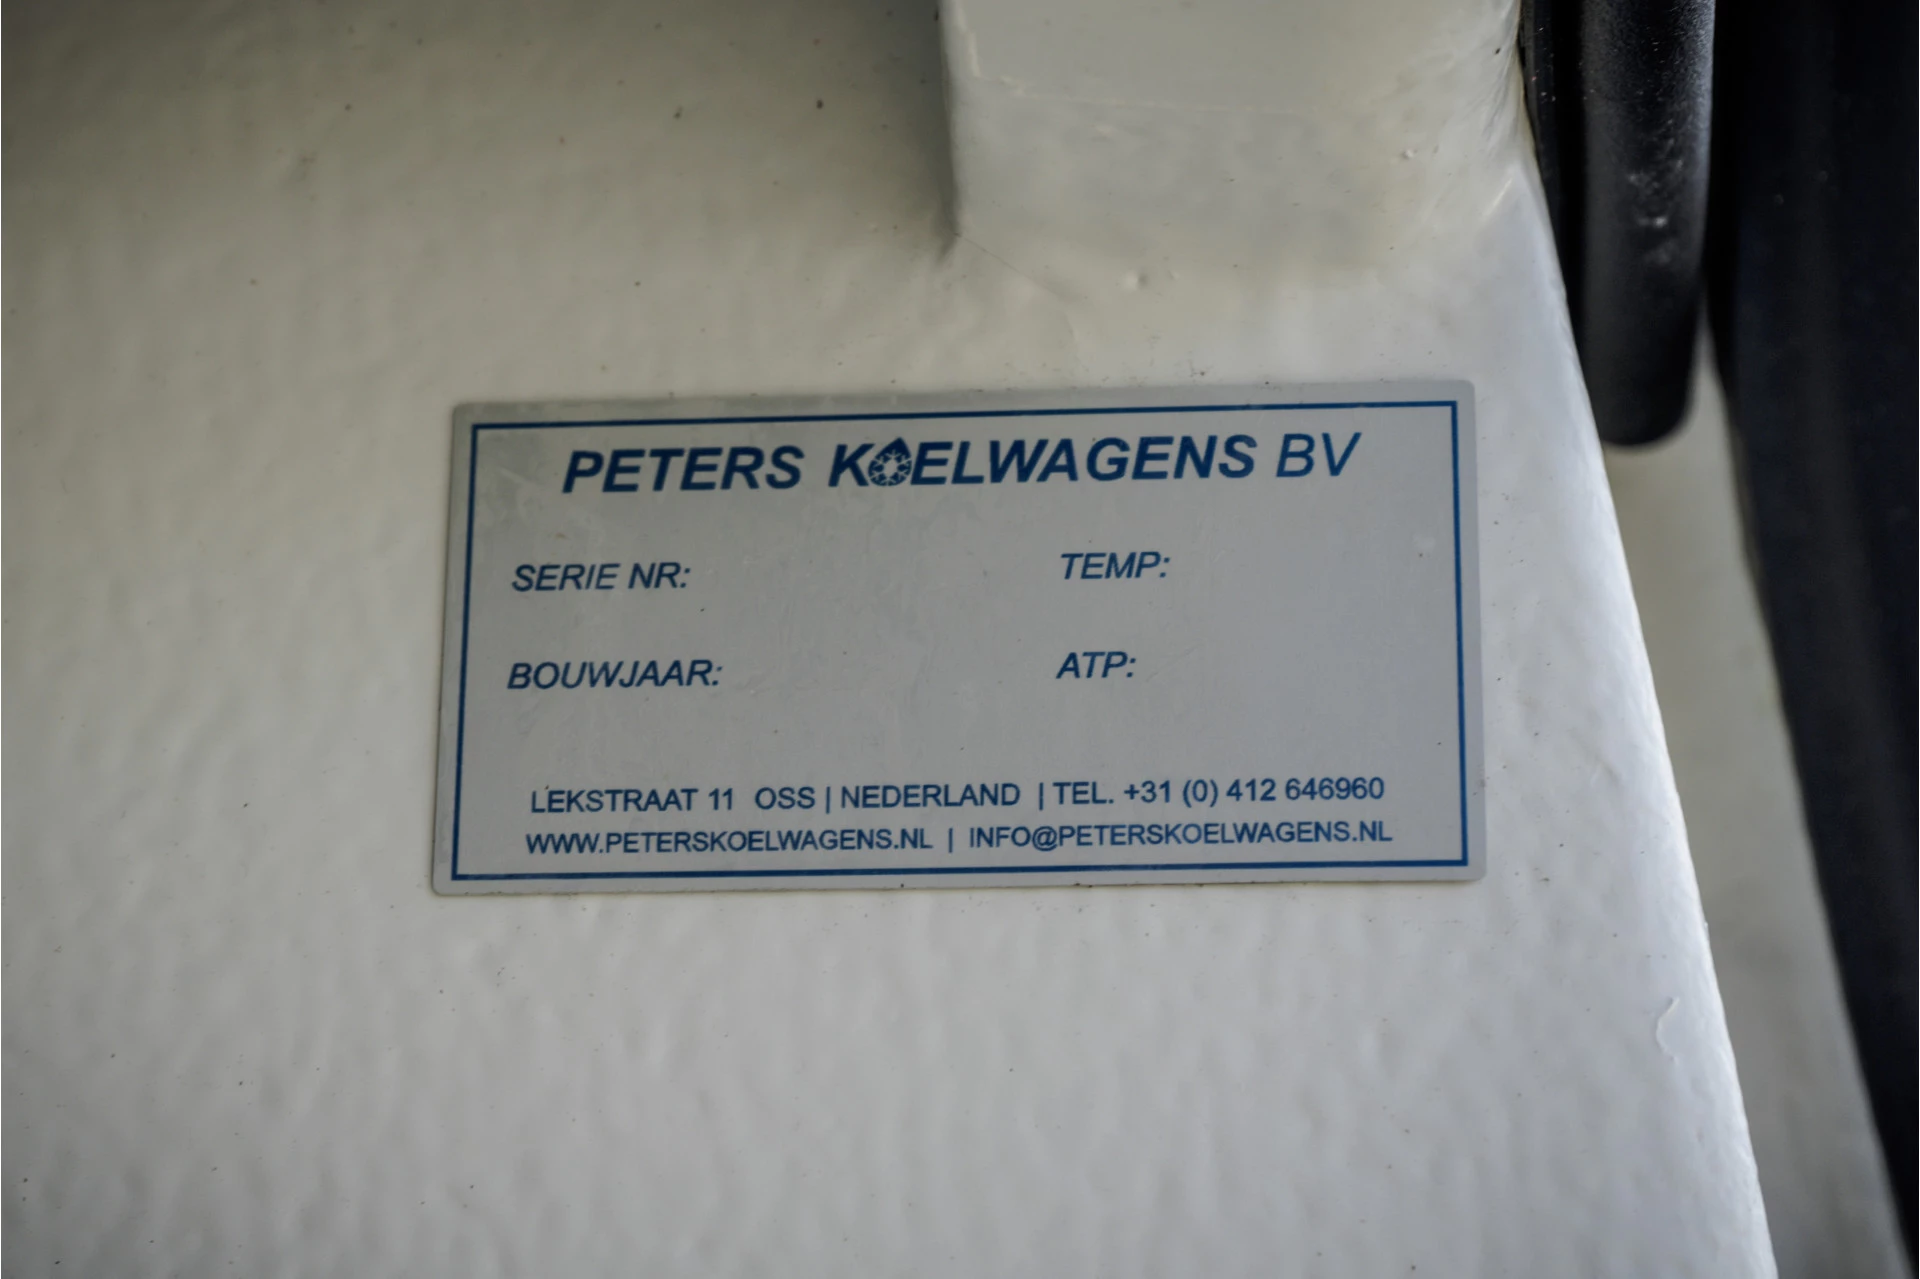 PETERS KOELWAGENS BV
SERIE NR: TEMP:
BOUWJAAR: ATP:
LEKSTRAAT 11 OSS | NEDERLAND | TEL. +31 (0) 412 646960
WWW.PETERSKOELWAGENS.NL | INFO@PETERSKOELWAGENS.NL